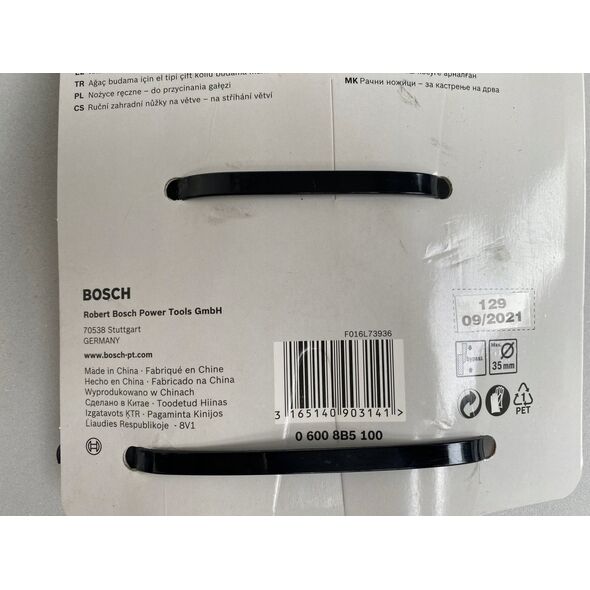 TR Ağaç budama için el tipi çift kollu budama
PL Nożyce ręczne – do przycinania gałęzi
CS Ruční zahradní nůžky na větve – na stříhání větví
MK Рачни ножици – за кастрење на дрва
BOSCH
Robert Bosch Power Tools GmbH
70538 Stuttgart
GERMANY
www.bosch-pt.com
Made in China · Fabriqué en Chine
Hecho en China · Fabricado na China
Wyprodukowano w Chinach
Сделано в Китае · Toodetud Hiinas
Izgatavots ĶTR · Pagaminta Kinijos
Liaudies Respublikoje · 8V1
F016L73936
3 165140 903141 >
0 600 8B5 100
129
09/2021
bypass
Max.
35 mm
1
PET